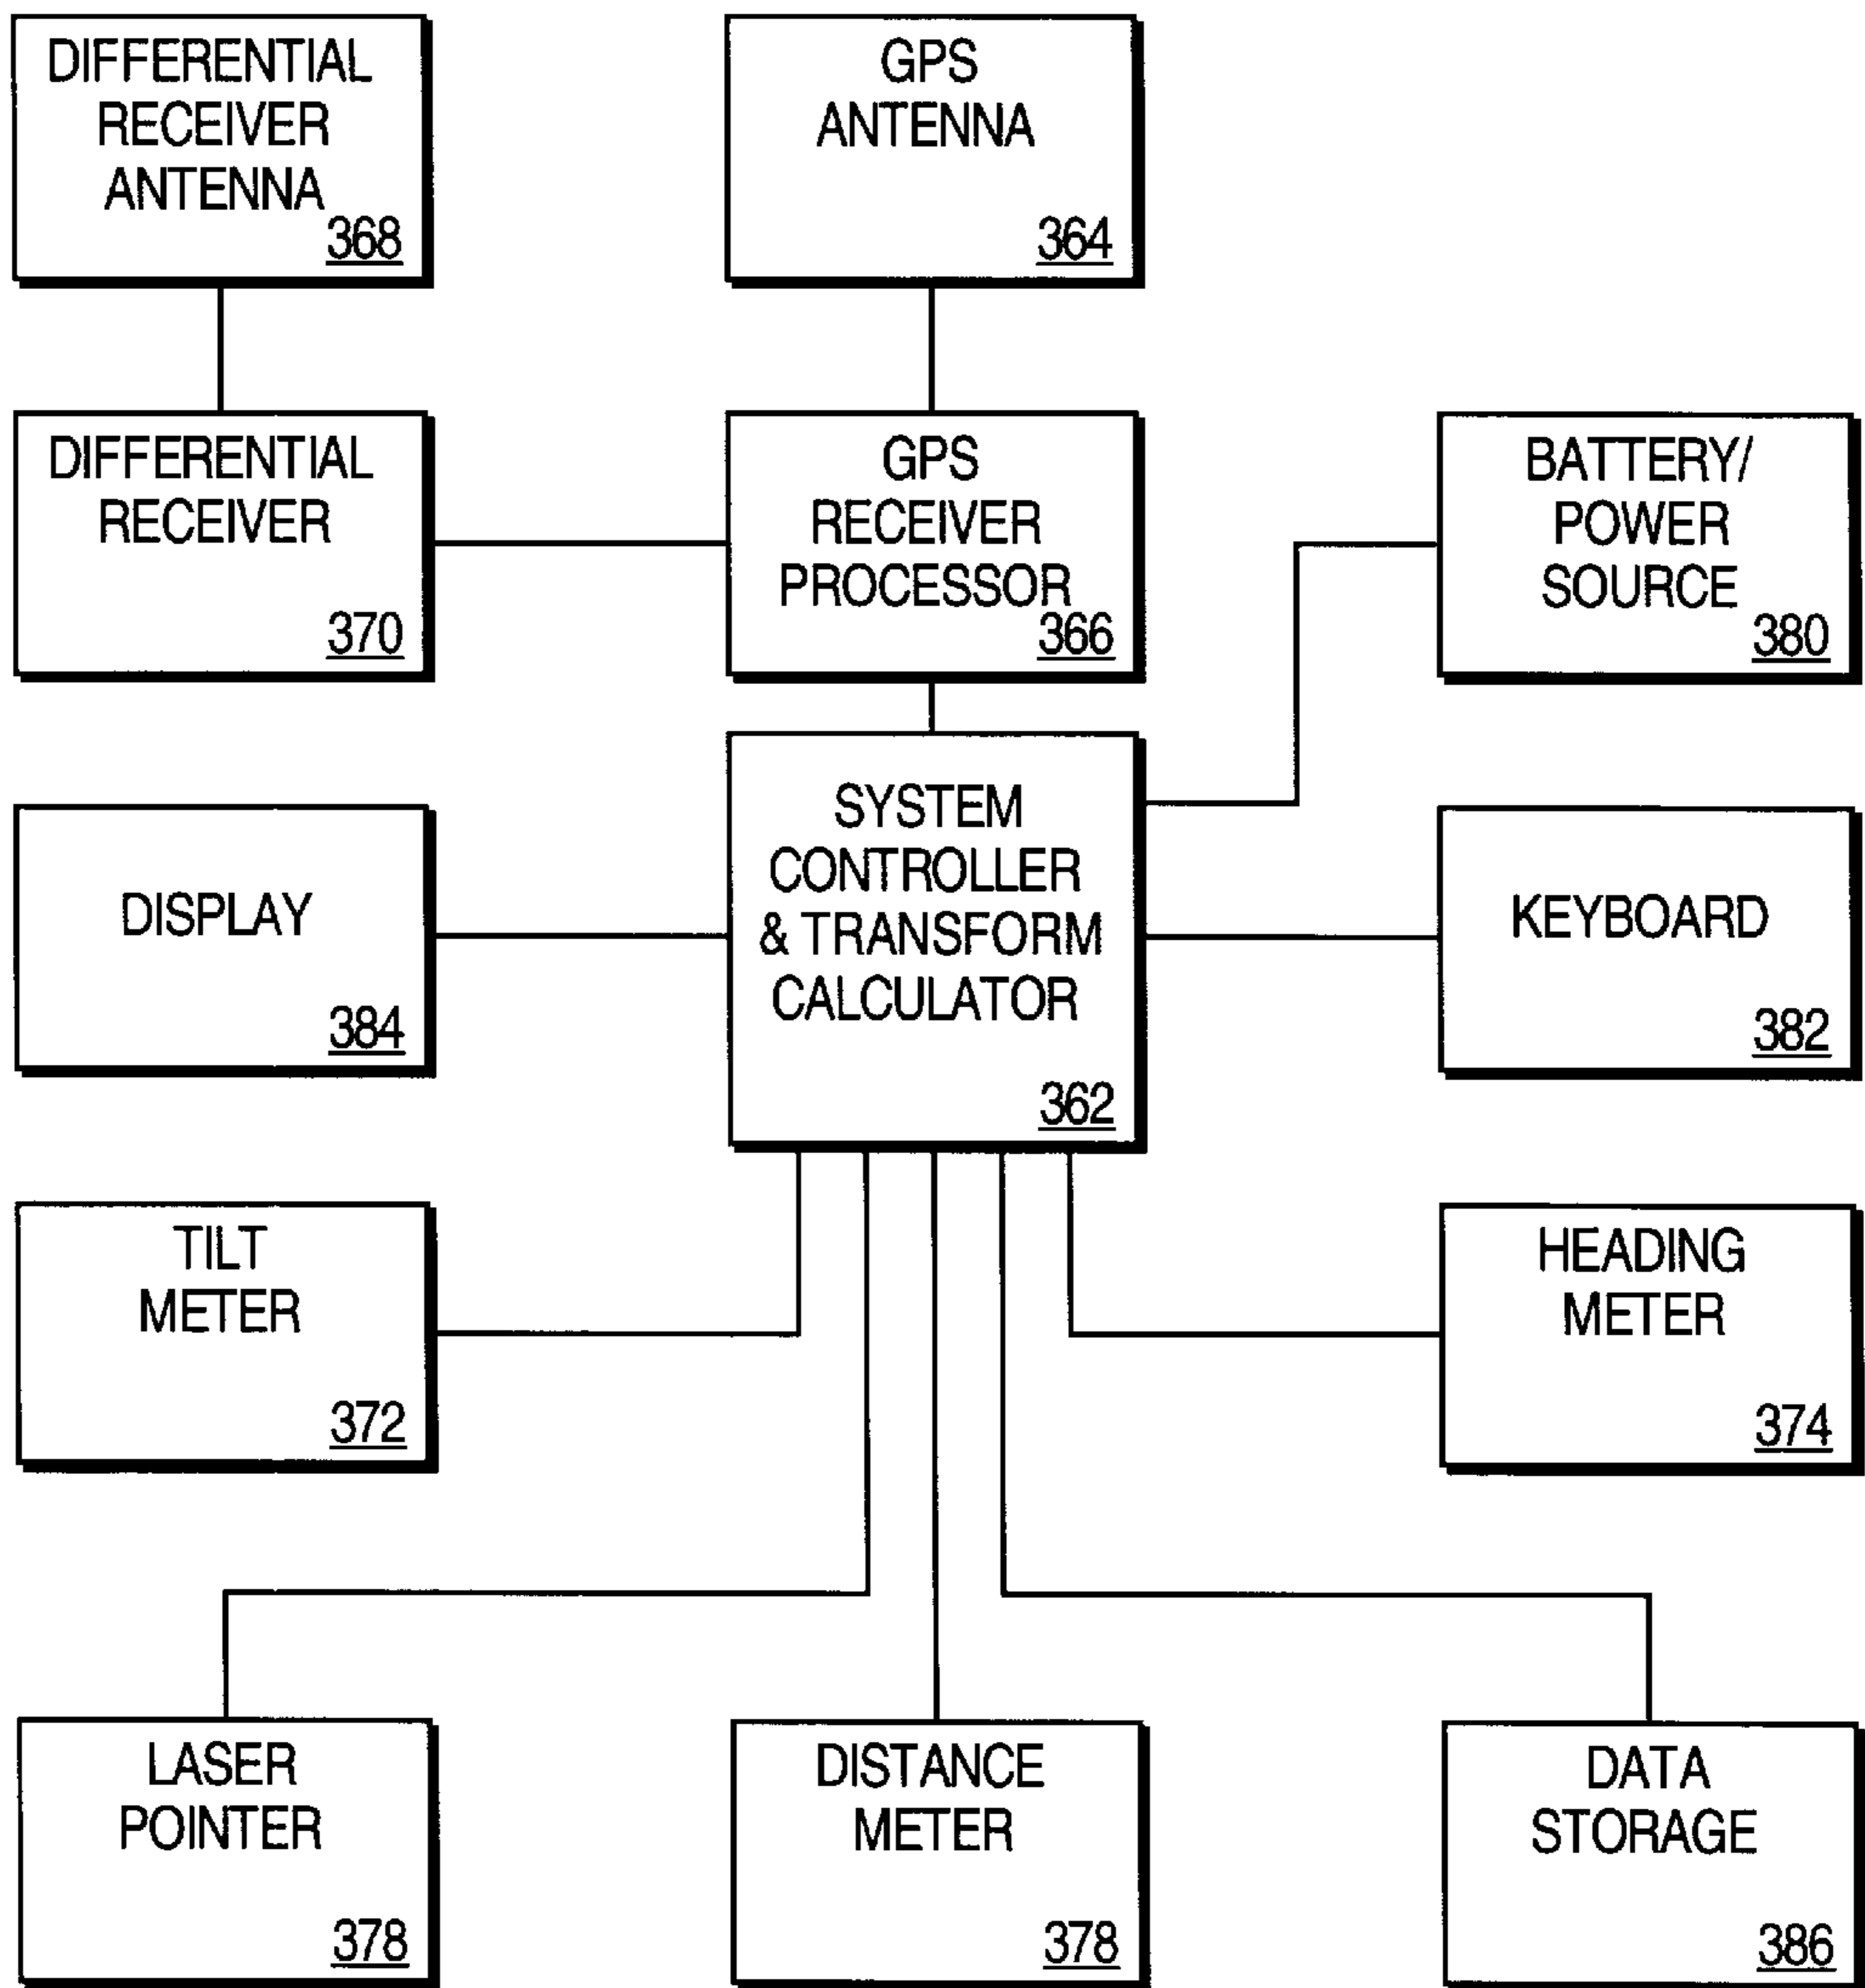 DIFFERENTIAL
RECEIVER
ANTENNA
368
GPS
ANTENNA
364
DIFFERENTIAL
RECEIVER
370
GPS
RECEIVER
PROCESSOR
366
BATTERY/
POWER
SOURCE
380
DISPLAY
384
SYSTEM
CONTROLLER
& TRANSFORM
CALCULATOR
362
KEYBOARD
382
TILT
METER
372
HEADING
METER
374
LASER
POINTER
378
DISTANCE
METER
378
DATA
STORAGE
386